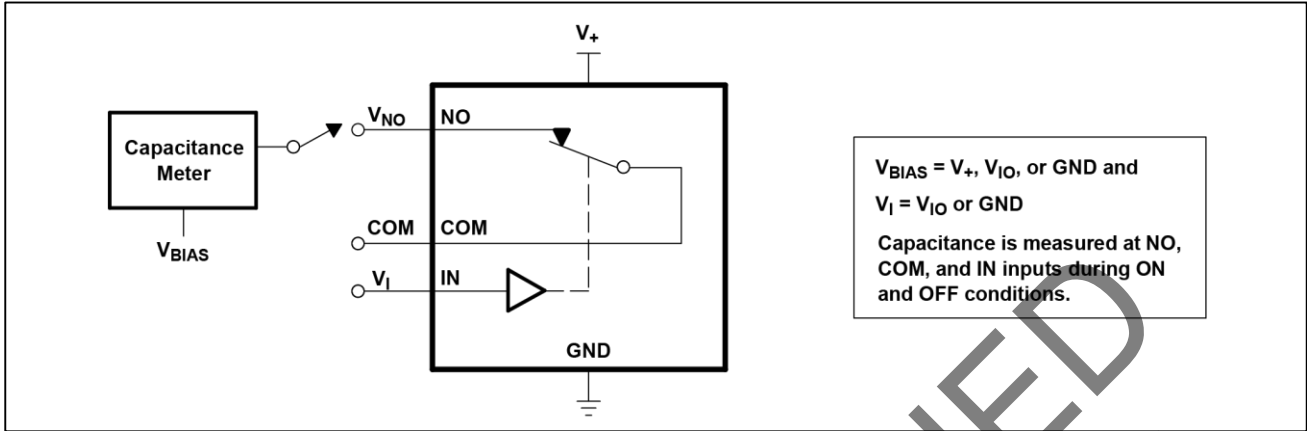 V+
VNO
NO
Capacitance
Meter
VBIAS
COM
COM
VI
IN
GND
VBIAS = V+, VIO, or GND and
VI = VIO or GND
Capacitance is measured at NO,
COM, and IN inputs during ON
and OFF conditions.
NED